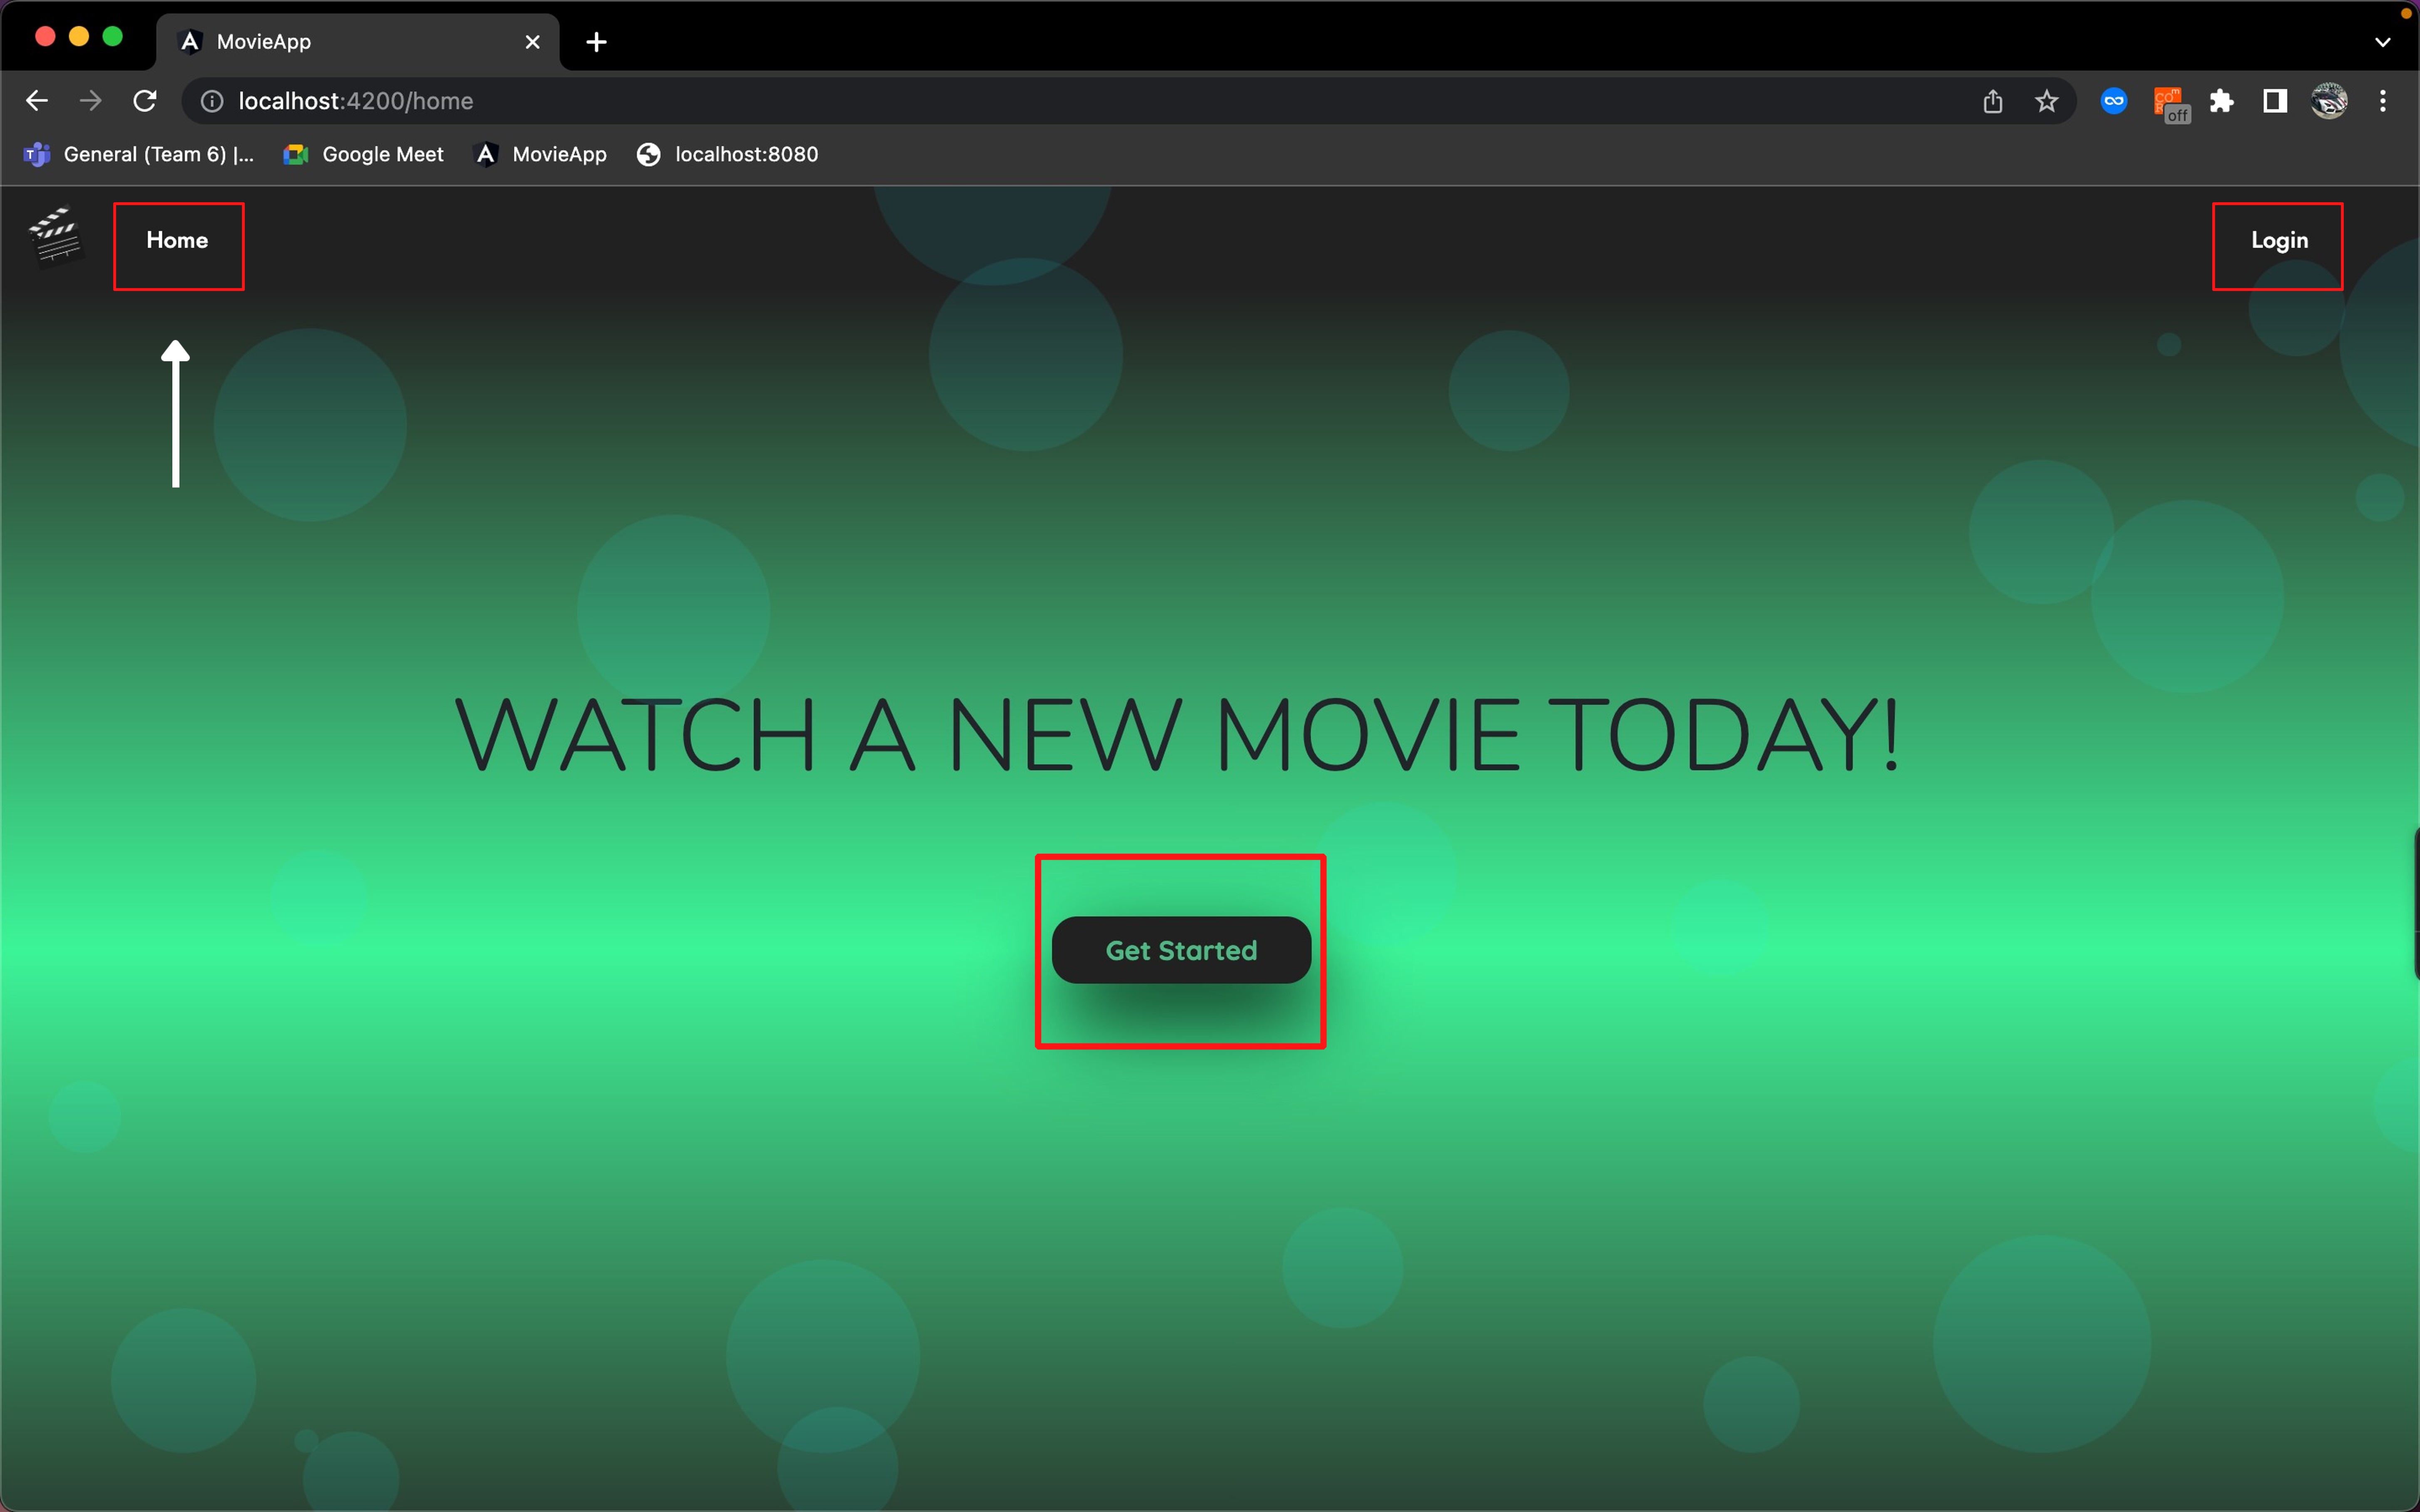 MovieApp
localhost:4200/home
off
General (Team 6) |... Google Meet MovieApp localhost:8080
Home Login
WATCH A NEW MOVIE TODAY!
Get Started